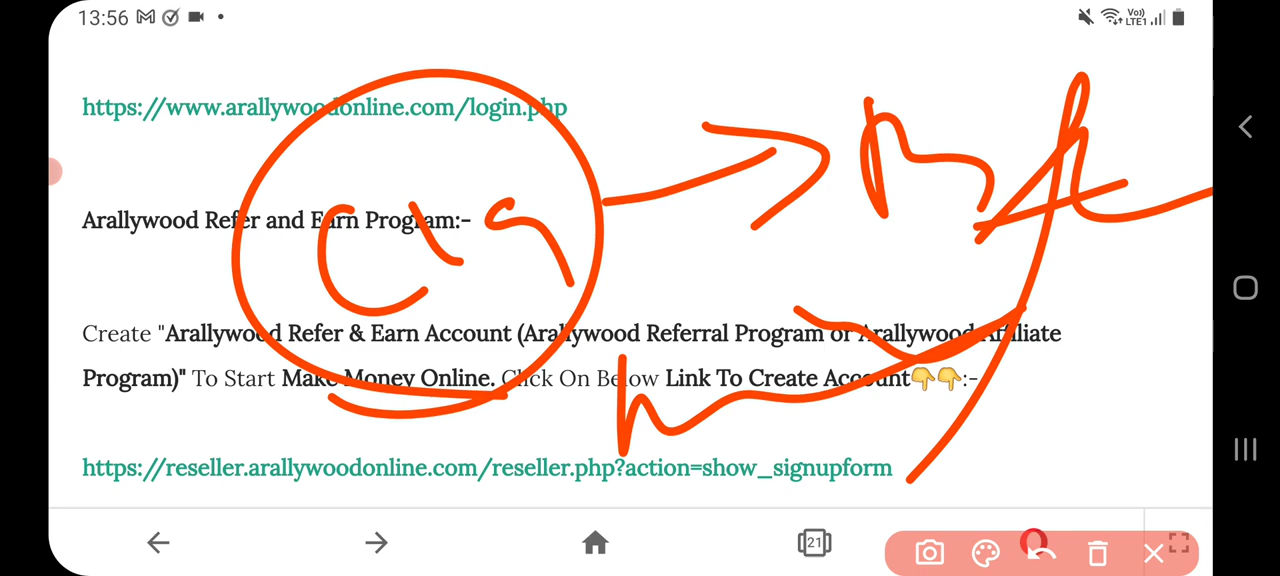 13:56
Vo)) LTE1
https://www.arallywoodonline.com/login.php
Arallywood Refer and Earn Program:-
Create "Arallywood Refer & Earn Account (Arallywood Referral Program or Arallywood Affiliate
Program)" To Start Make Money Online. Click On Below Link To Create Account👇👇:-
https://reseller.arallywoodonline.com/reseller.php?action=show_signupform
21